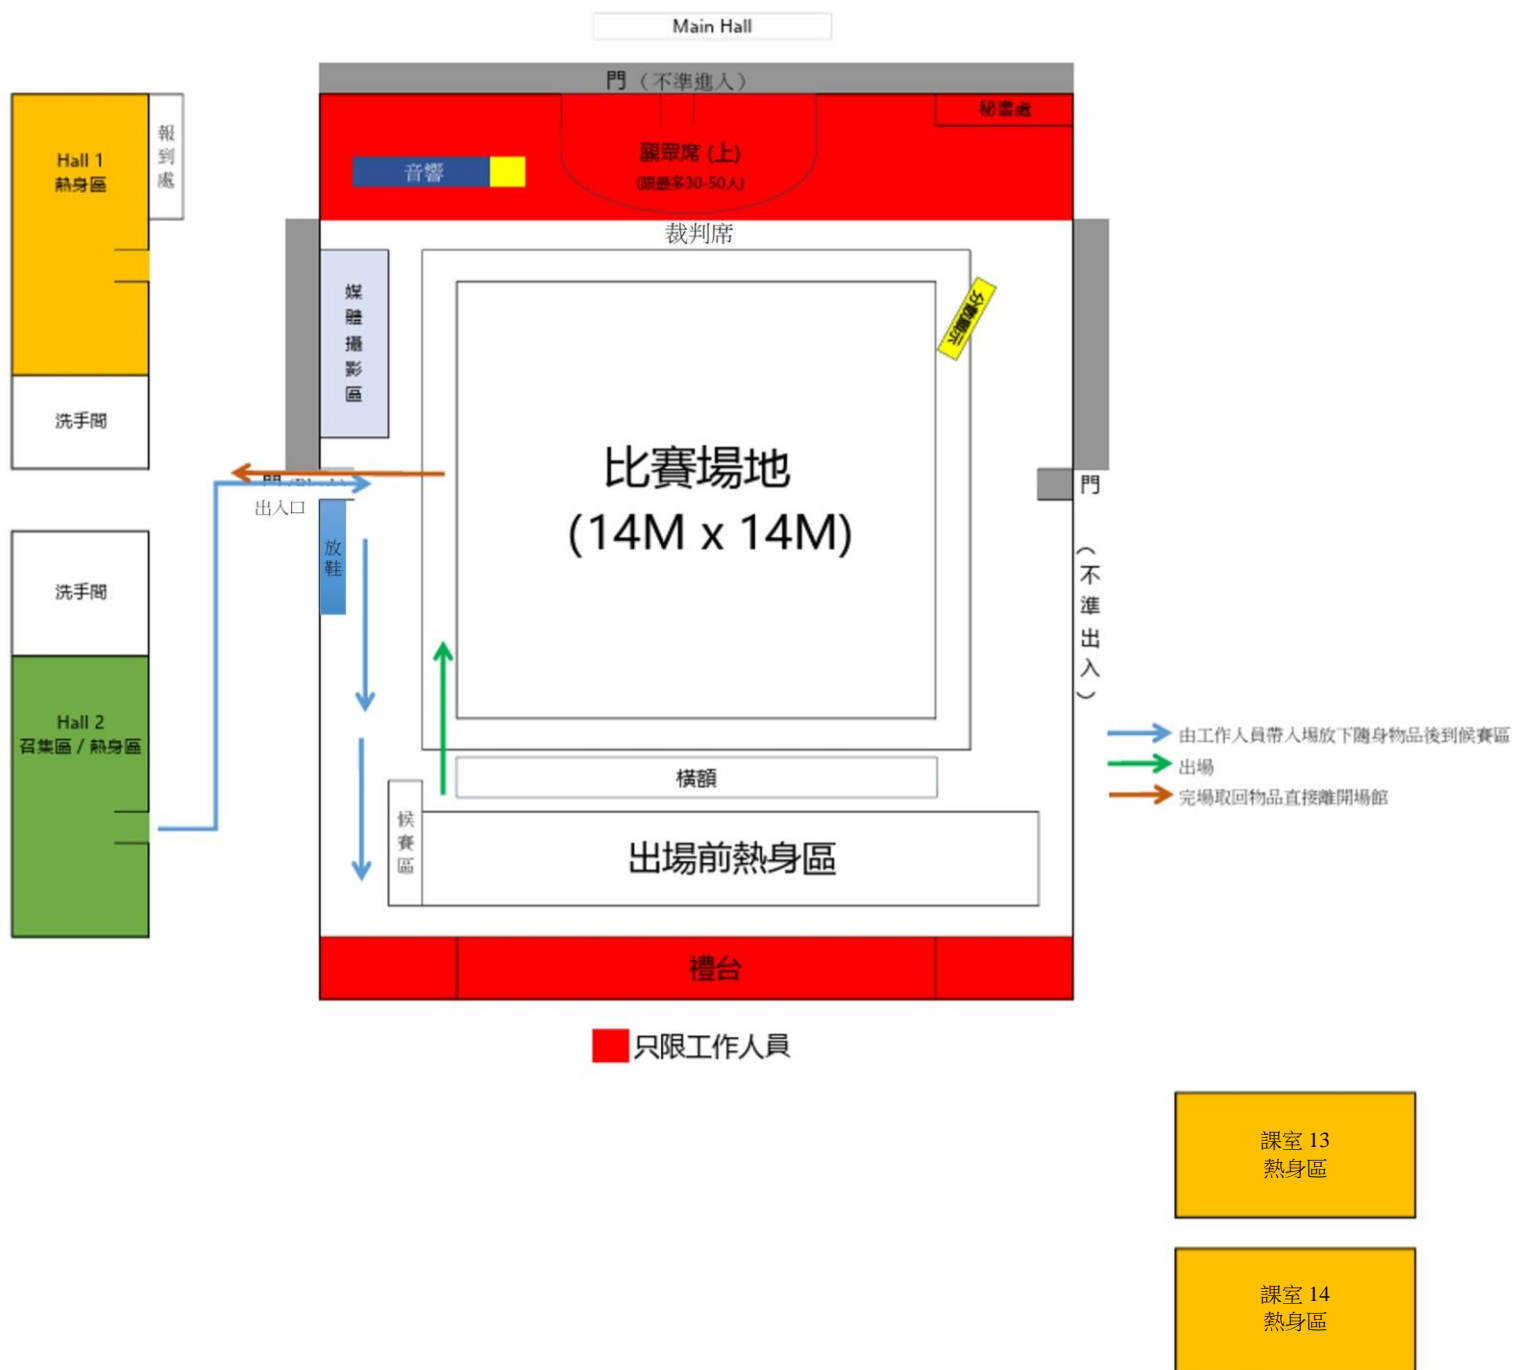 Main Hall
門（不準進入）
秘書處
報到處
Hall 1
熱身區
音響
觀眾席 (上)
(限最多30-50人)
裁判席
媒體攝影區
分數顯示
洗手間
比賽場地
(14M x 14M)
門
出入口
門（不準出入）
放鞋
洗手間
Hall 2
召集區 / 熱身區
由工作人員帶入場放下隨身物品後到候賽區
出場
完場取回物品直接離開場館
橫額
候賽區
出場前熱身區
禮台
只限工作人員
課室 13
熱身區
課室 14
熱身區